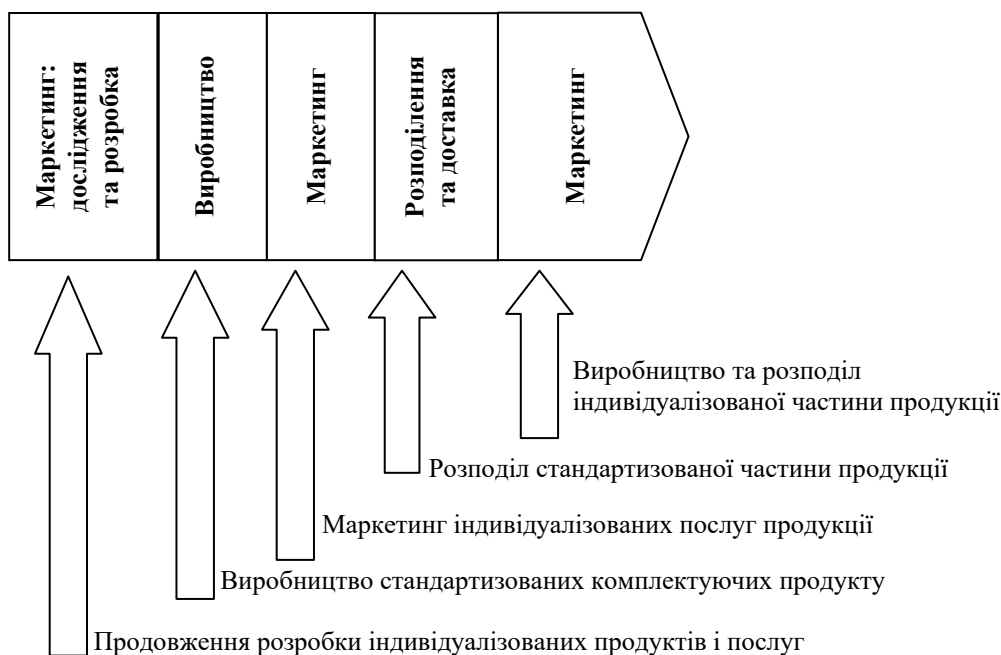 Маркетинг:
дослідження
та розробка
Виробництво
Маркетинг
Розподілення
та доставка
Маркетинг
Виробництво та розподіл
індивідуалізованої частини продукції
Розподіл стандартизованої частини продукції
Маркетинг індивідуалізованих послуг продукції
Виробництво стандартизованих комплектуючих продукту
Продовження розробки індивідуалізованих продуктів і послуг